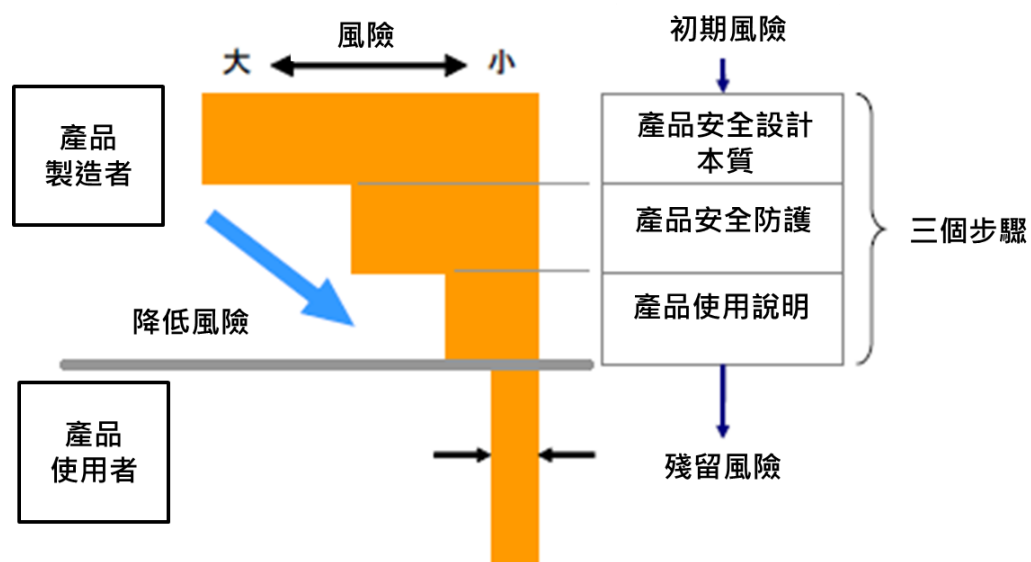 風險
大
小
初期風險
產品
製造者
產品安全設計
本質
產品安全防護
三個步驟
產品使用說明
降低風險
產品
使用者
殘留風險